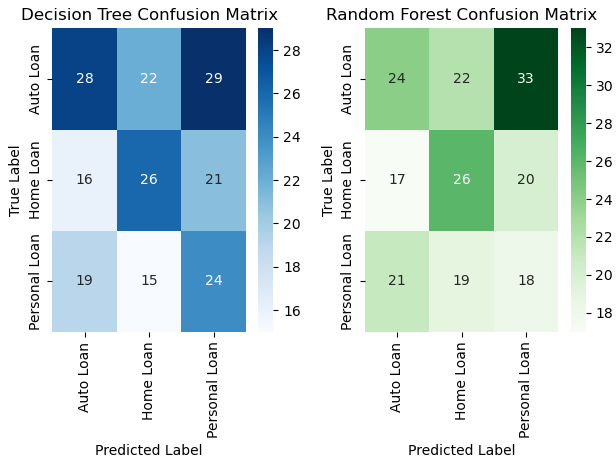 Decision Tree Confusion Matrix
True Label
Auto Loan
Home Loan
Personal Loan
28 22 29
16 26 21
19 15 24
Auto Loan
Home Loan
Personal Loan
Predicted Label
28
26
24
22
20
18
16
Random Forest Confusion Matrix
True Label
Auto Loan
Home Loan
Personal Loan
24 22 33
17 26 20
21 19 18
Auto Loan
Home Loan
Personal Loan
Predicted Label
32
30
28
26
24
22
20
18